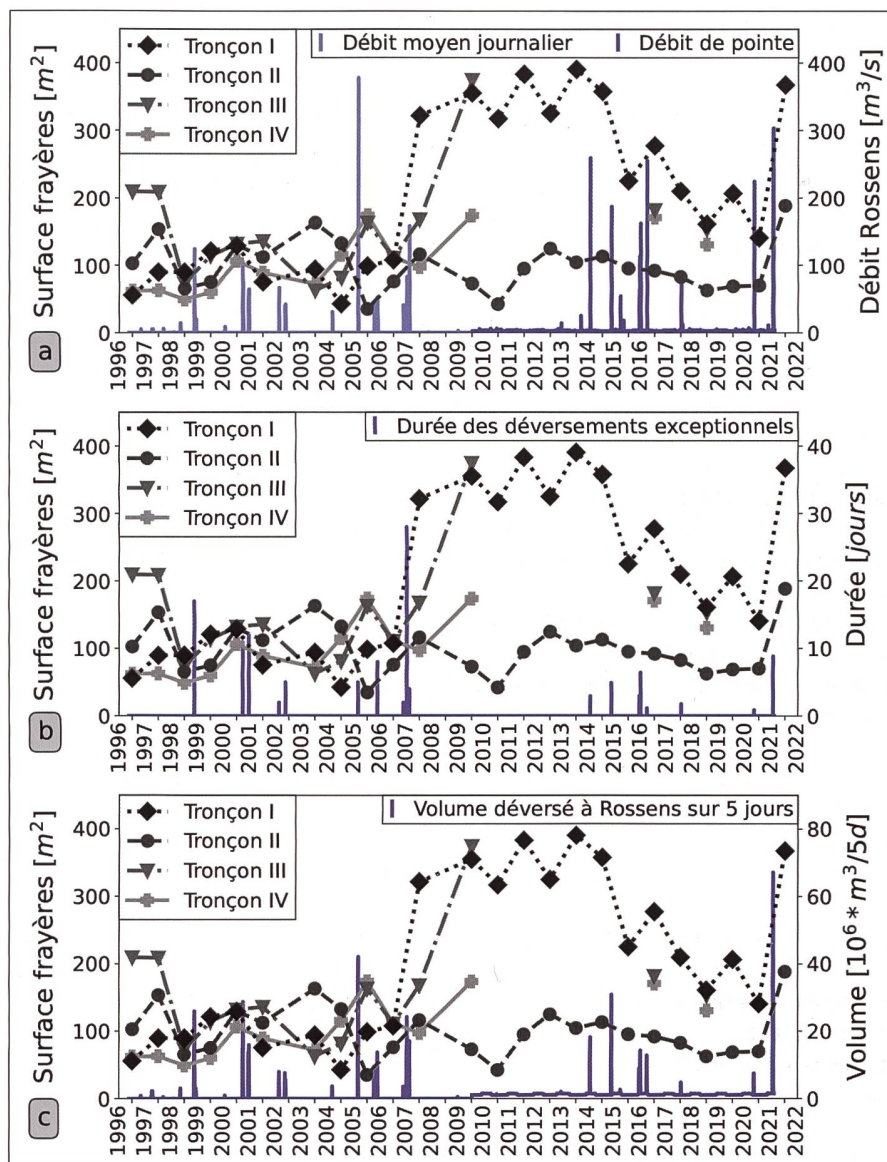 Tronçon I
Tronçon II
Tronçon III
Tronçon IV
Débit moyen journalier
Débit de pointe
Surface frayères [m²]
400
300
200
100
0
Débit Rossens [m³/s]
400
300
200
100
0
a
1996 1997 1998 1999 2000 2001 2002 2003 2004 2005 2006 2007 2008 2009 2010 2011 2012 2013 2014 2015 2016 2017 2018 2019 2020 2021 2022
Tronçon I
Tronçon II
Tronçon III
Tronçon IV
Durée des déversements exceptionnels
Surface frayères [m²]
400
300
200
100
0
Durée [jours]
40
30
20
10
0
b
1996 1997 1998 1999 2000 2001 2002 2003 2004 2005 2006 2007 2008 2009 2010 2011 2012 2013 2014 2015 2016 2017 2018 2019 2020 2021 2022
Tronçon I
Tronçon II
Tronçon III
Tronçon IV
Volume déversé à Rossens sur 5 jours
Surface frayères [m²]
400
300
200
100
0
Volume [10⁶*m³/5d]
80
60
40
20
0
c
1996 1997 1998 1999 2000 2001 2002 2003 2004 2005 2006 2007 2008 2009 2010 2011 2012 2013 2014 2015 2016 2017 2018 2019 2020 2021 2022